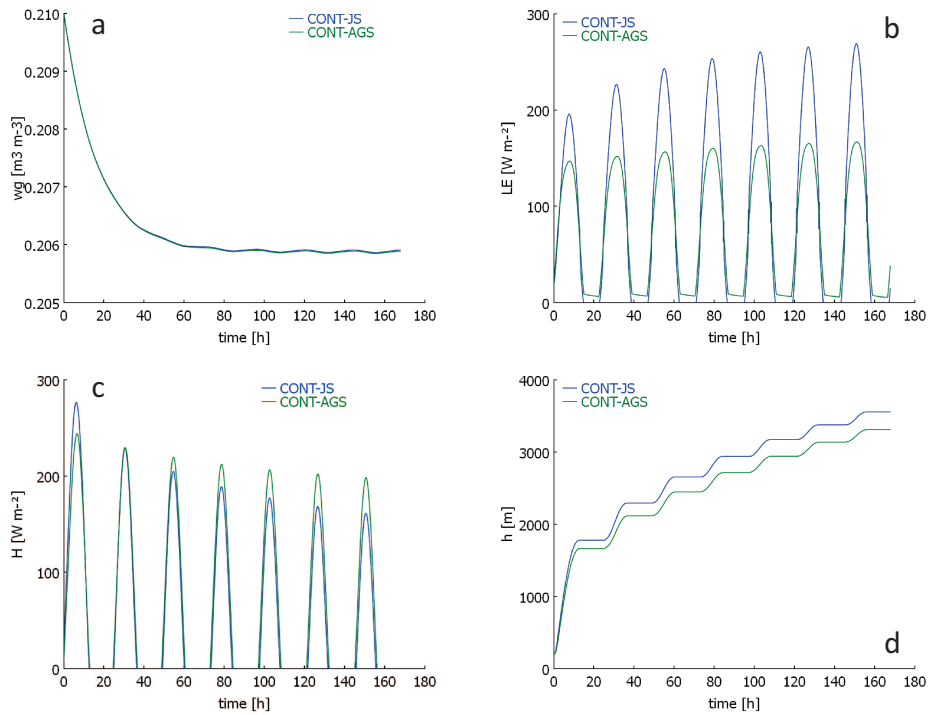 a
CONT-JS
CONT-AGS
wg [m3 m-3]
0.210
0.209
0.208
0.207
0.206
0.205
0 20 40 60 80 100 120 140 160 180
time [h]
b
CONT-JS
CONT-AGS
LE [W m-²]
300
200
100
0
0 20 40 60 80 100 120 140 160 180
time [h]
c
CONT-JS
CONT-AGS
H [W m-²]
300
200
100
0
0 20 40 60 80 100 120 140 160 180
time [h]
CONT-JS
CONT-AGS
h [m]
4000
3000
2000
1000
0
d
0 20 40 60 80 100 120 140 160 180
time [h]